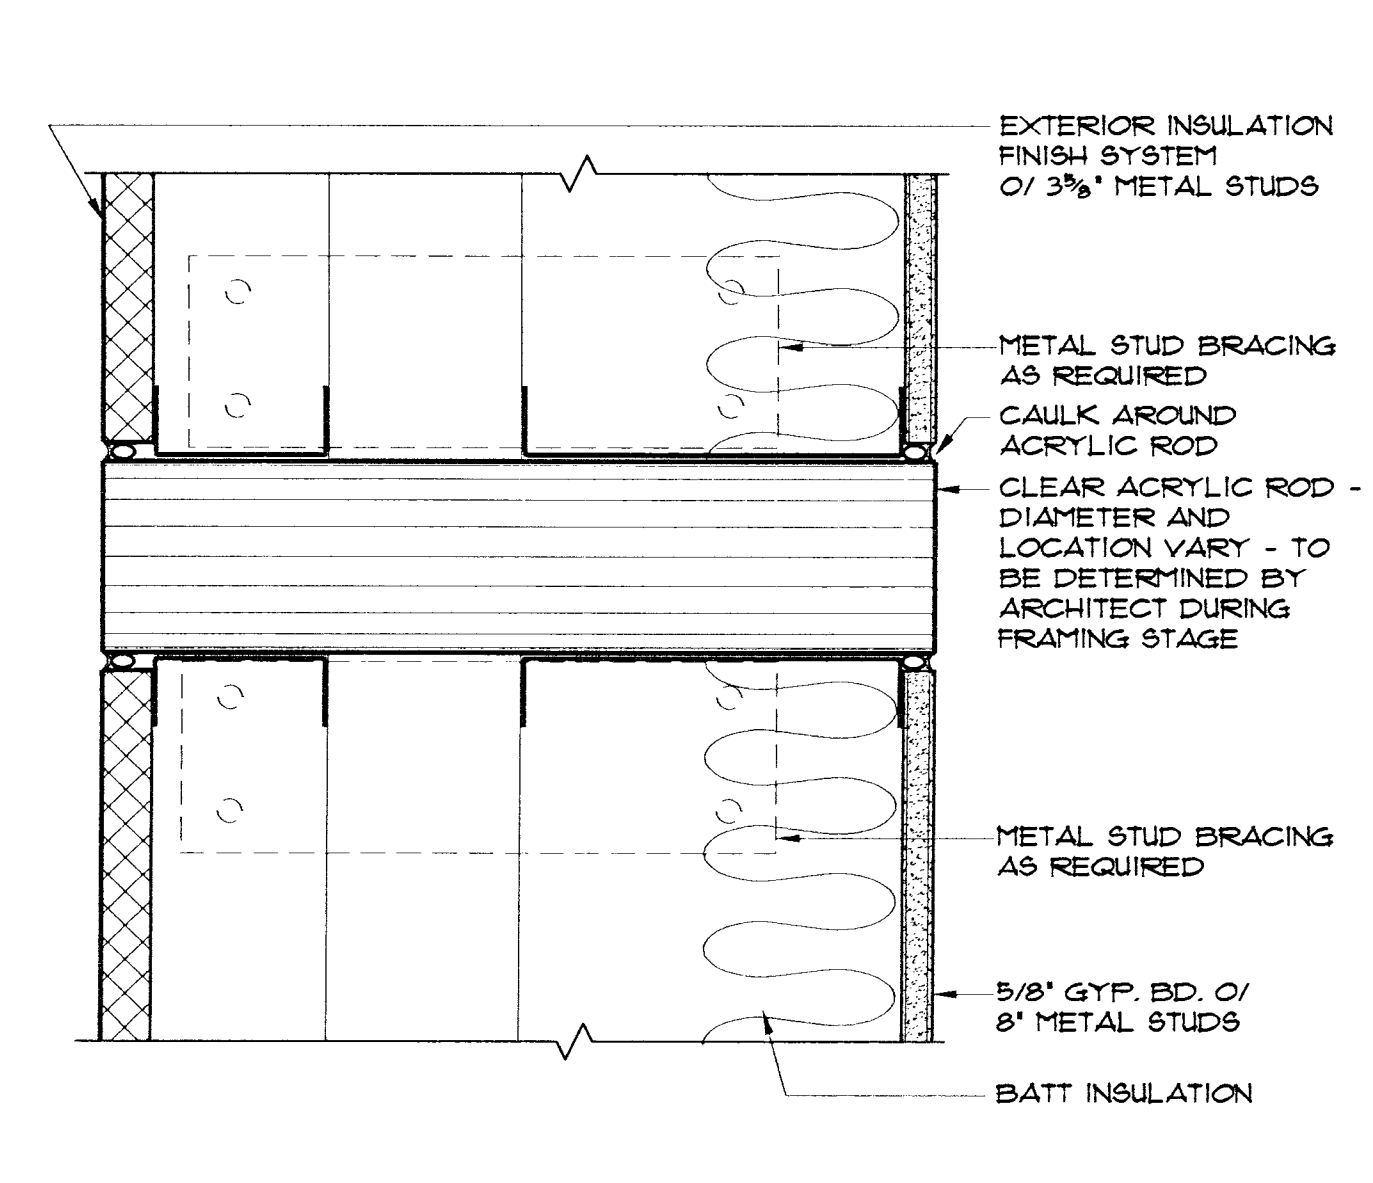 EXTERIOR INSULATION
FINISH SYSTEM
O/ 3⅝" METAL STUDS
METAL STUD BRACING
AS REQUIRED
CAULK AROUND
ACRYLIC ROD
CLEAR ACRYLIC ROD -
DIAMETER AND
LOCATION VARY - TO
BE DETERMINED BY
ARCHITECT DURING
FRAMING STAGE
METAL STUD BRACING
AS REQUIRED
5/8" GYP. BD. O/
8" METAL STUDS
BATT INSULATION